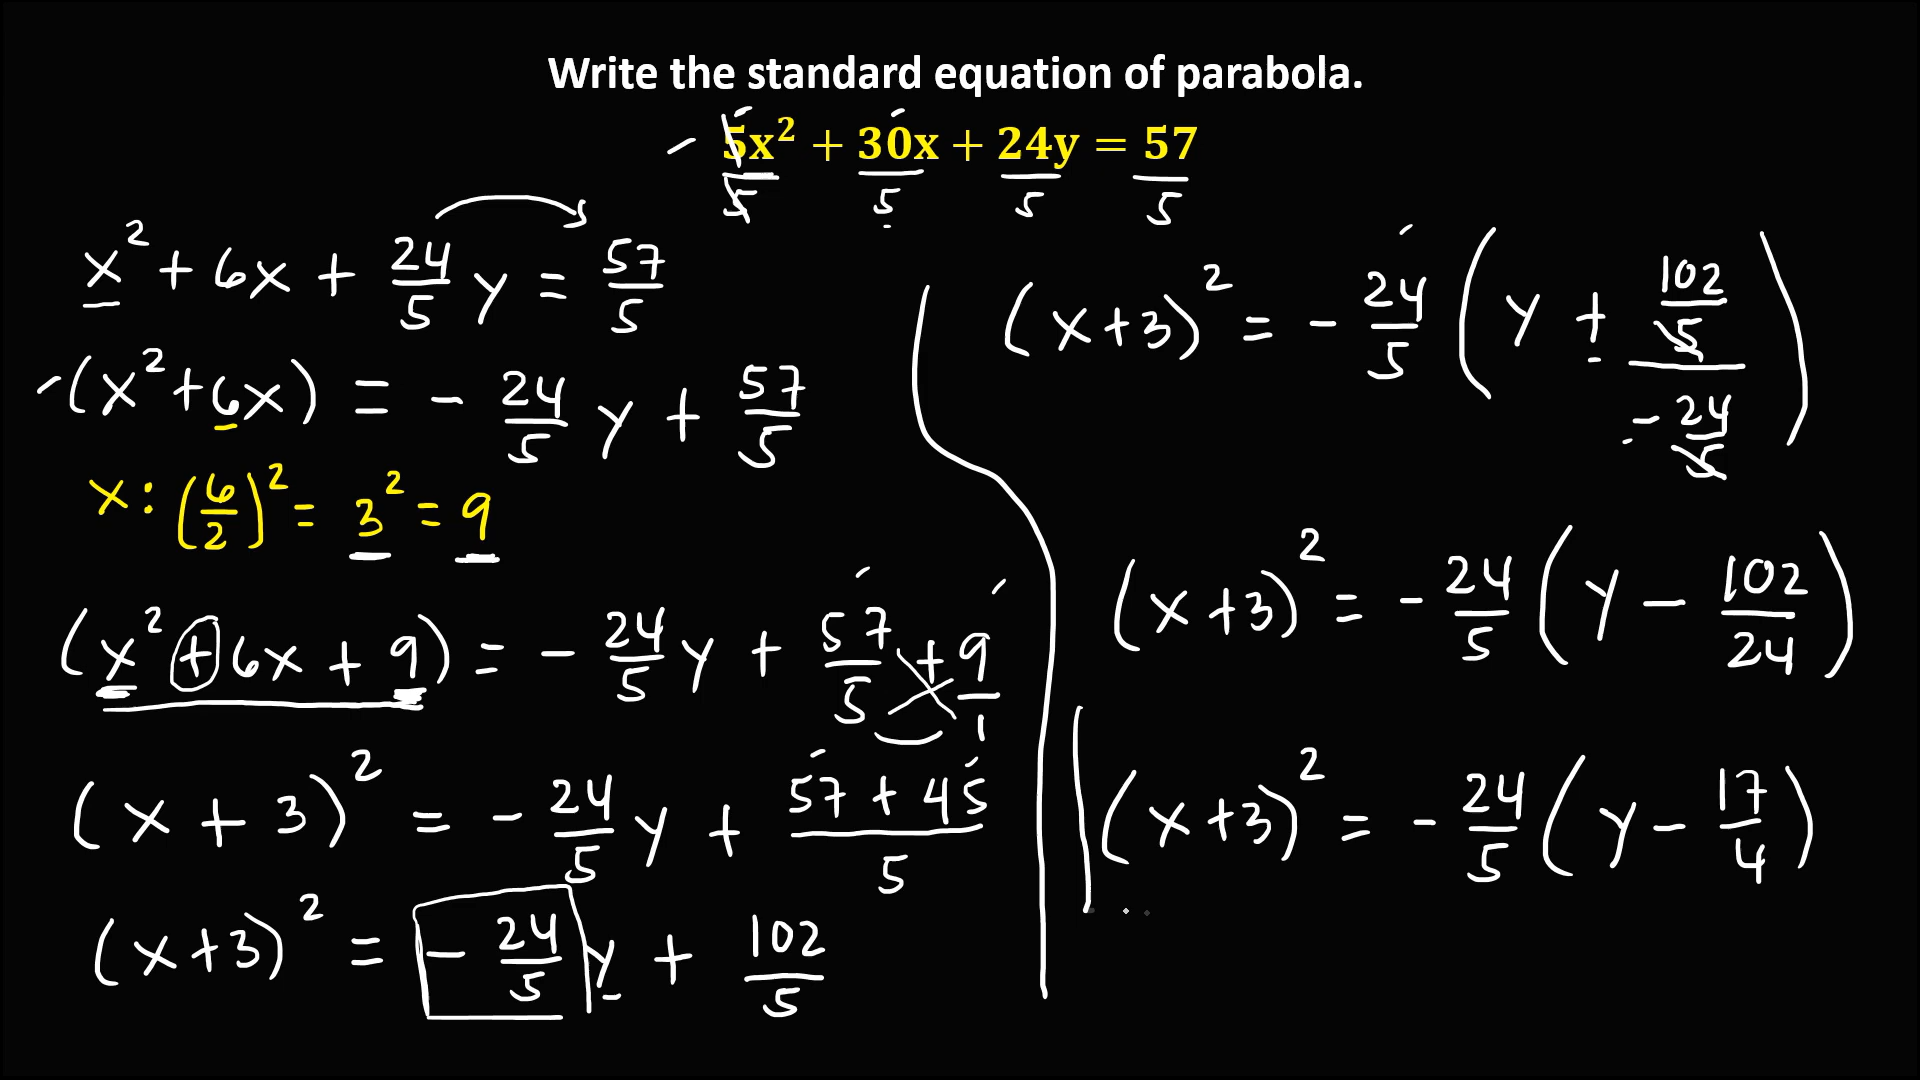 Write the standard equation of parabola.
5x² + 30x + 24y = 57
5 5 5 5
x² + 6x + 24/5 y = 57/5
(x² + 6x) = - 24/5 y + 57/5
x: (6/2)² = 3² = 9
(x² + 6x + 9) = - 24/5 y + 57/5 + 9/1
(x + 3)² = - 24/5 y + (57 + 45)/5
(x+3)² = - 24/5 y + 102/5
(x+3)² = - 24/5 (y + (102/5)/(- 24/5))
(x+3)² = - 24/5 (y - 102/24)
(x+3)² = - 24/5 (y - 17/4)